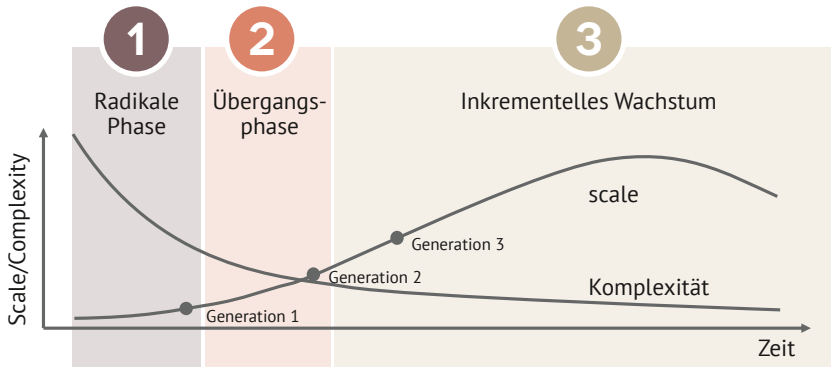 1
2
3
Radikale
Phase
Übergangs-
phase
Inkrementelles Wachstum
Scale/Complexity
scale
Generation 3
Generation 2
Komplexität
Generation 1
Zeit